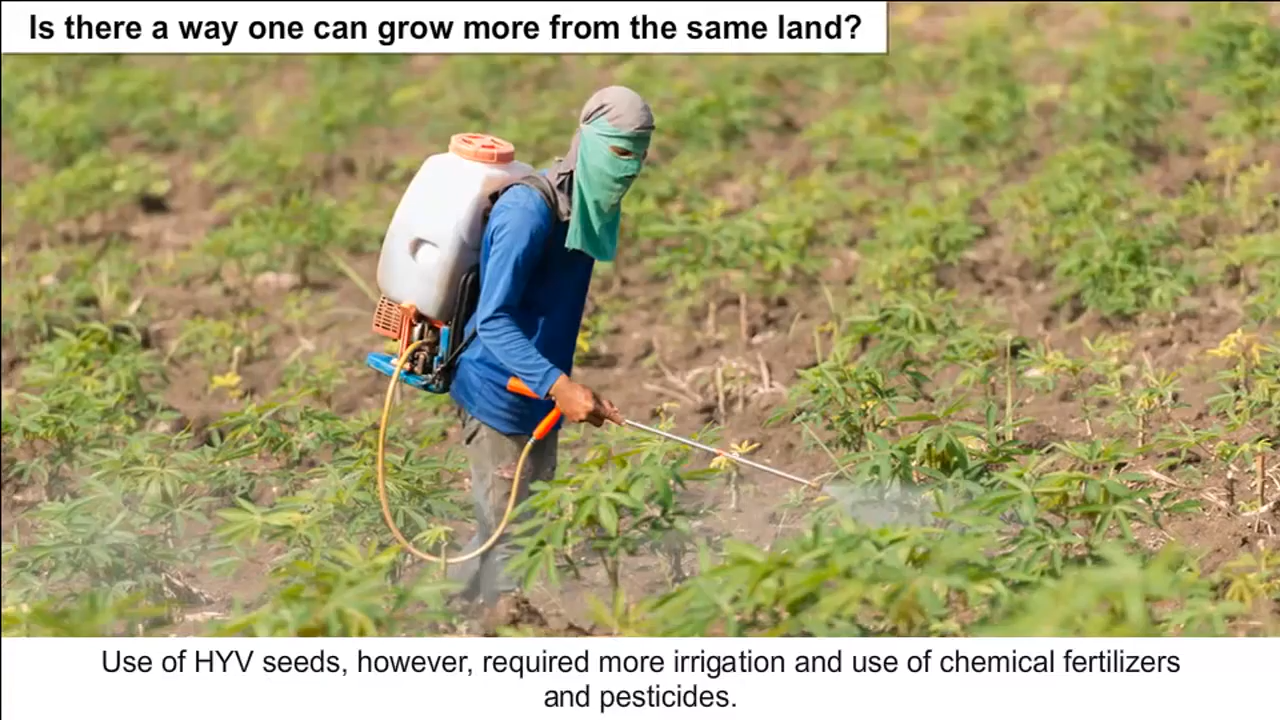 Is there a way one can grow more from the same land?
Use of HYV seeds, however, required more irrigation and use of chemical fertilizers
and pesticides.